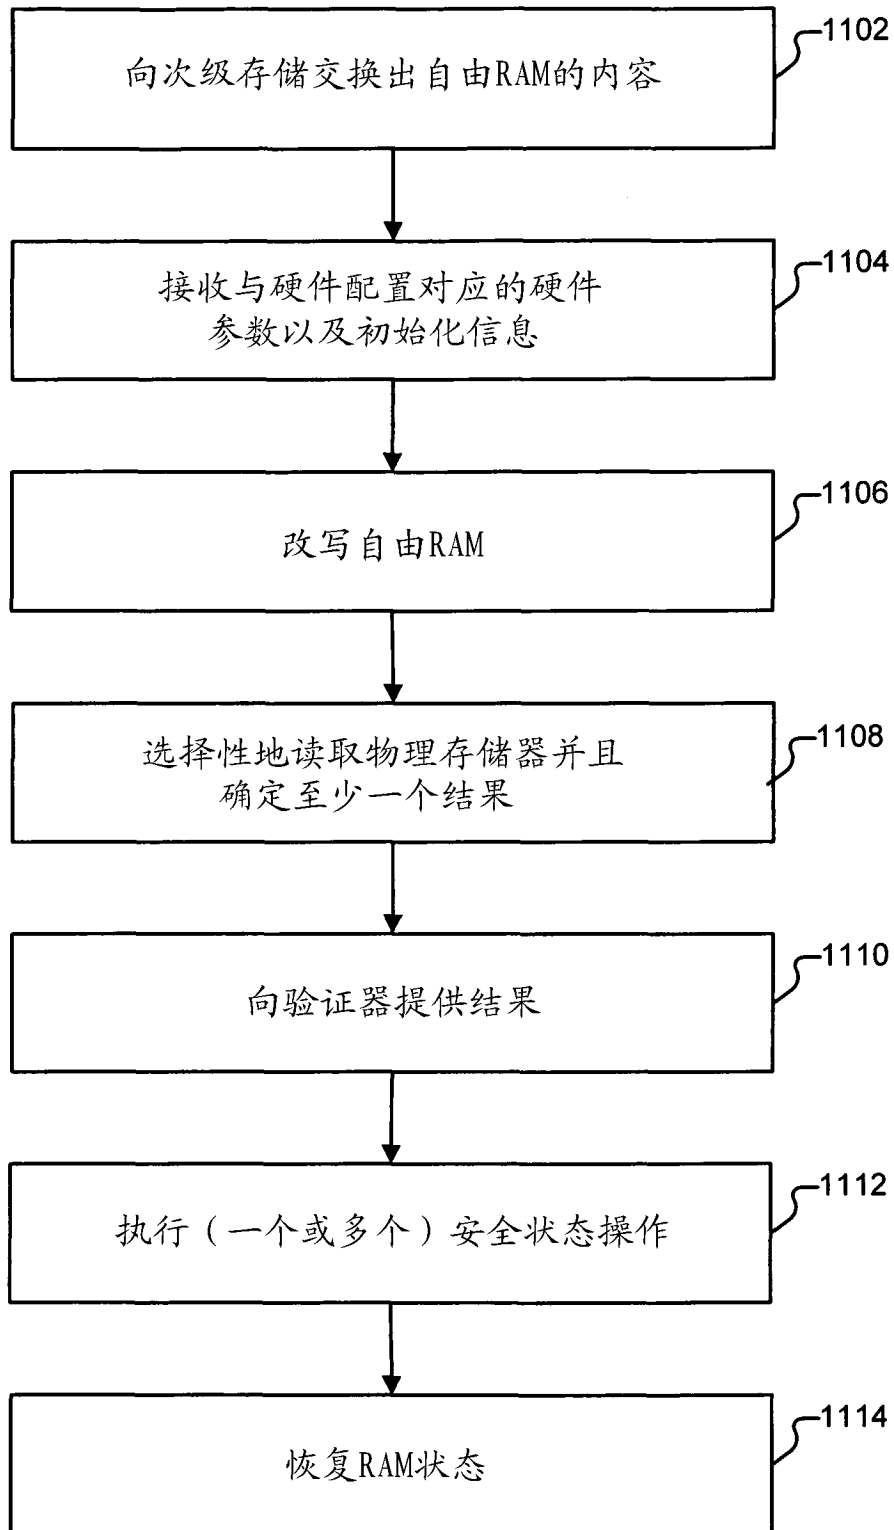 1102
向次级存储交换出自由RAM的内容
1104
接收与硬件配置对应的硬件
参数以及初始化信息
1106
改写自由RAM
1108
选择性地读取物理存储器并且
确定至少一个结果
1110
向验证器提供结果
1112
执行（一个或多个）安全状态操作
1114
恢复RAM状态